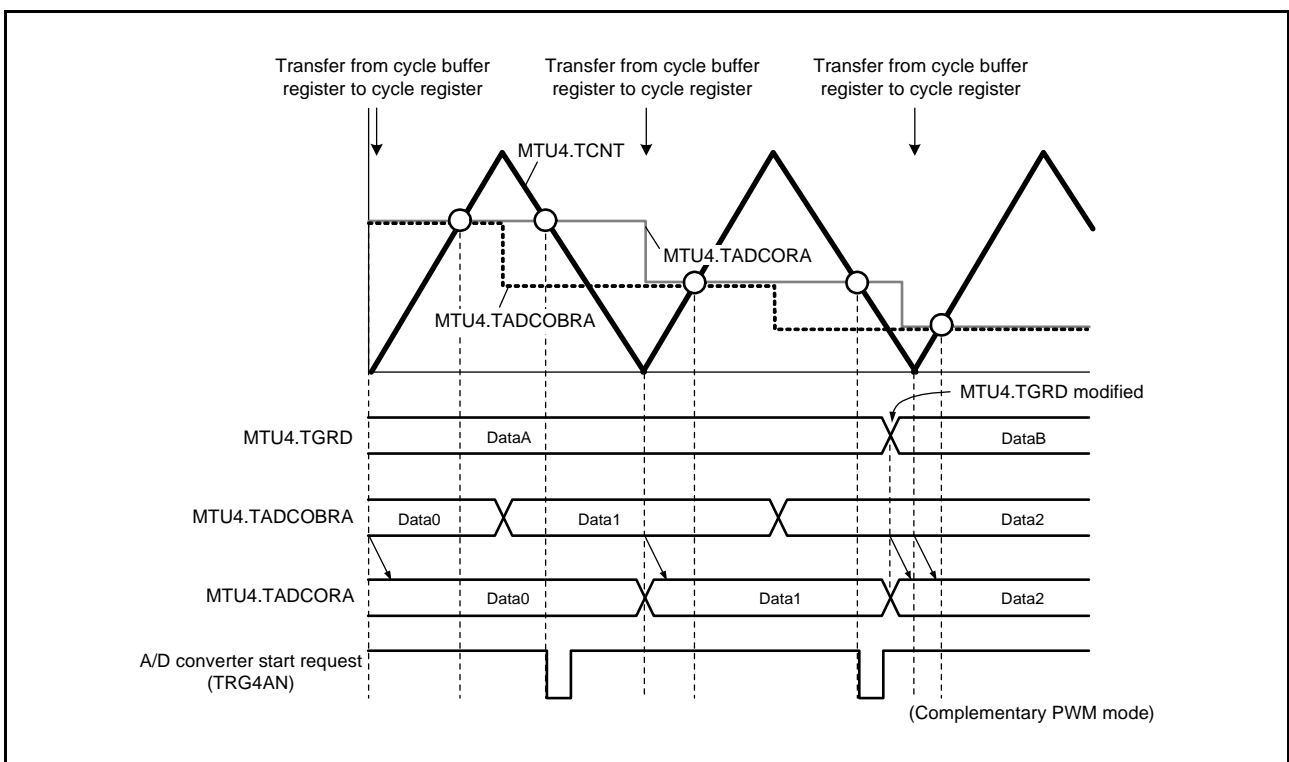 Transfer from cycle buffer
register to cycle register
Transfer from cycle buffer
register to cycle register
Transfer from cycle buffer
register to cycle register
MTU4.TCNT
MTU4.TADCORA
MTU4.TADCOBRA
MTU4.TGRD modified
MTU4.TGRD
DataA
DataB
MTU4.TADCOBRA
Data0
Data1
Data2
MTU4.TADCORA
Data0
Data1
Data2
A/D converter start request
(TRG4AN)
(Complementary PWM mode)